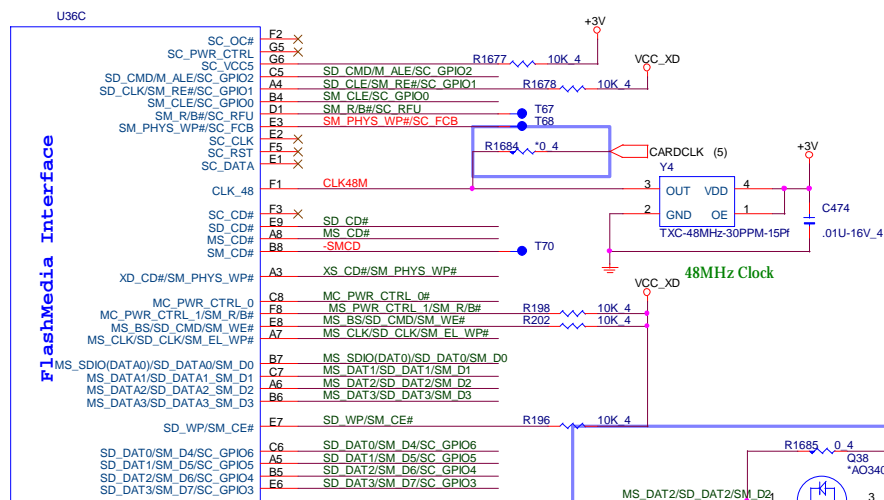 U36C
FlashMedia Interface
SC_OC# F2
SC_PWR_CTRL G5
SC_VCC5 G6 R1677 10K_4 +3V
SD_CMD/M_ALE/SC_GPIO2 C5 SD_CMD/M_ALE/SC_GPIO2 VCC_XD
SD_CLK/SM_RE#/SC_GPIO1 A4 SD_CLE/SM_RE#/SC_GPIO1 R1678 10K_4
SM_CLE/SC_GPIO0 B4 SM_CLE/SC_GPIO0
SM_R/B#/SC_RFU D1 SM_R/B#/SC_RFU T67
SM_PHYS_WP#/SC_FCB E3 SM_PHYS_WP#/SC_FCB T68
SC_CLK E2
SC_RST F5 R1684 *0_4 CARDCLK (5)
SC_DATA E1
+3V
Y4
CLK_48 F1 CLK48M 3 OUT VDD 4
2 GND OE 1
C474
TXC-48MHz-30PPM-15Pf .01U-16V_4
48MHz Clock
SC_CD# F3
SD_CD# E9 SD_CD#
MS_CD# A8 MS_CD#
SM_CD# B8 -SMCD T70
XD_CD#/SM_PHYS_WP# A3 XS_CD#/SM_PHYS_WP#
VCC_XD
MC_PWR_CTRL_0 C8 MC_PWR_CTRL_0#
MC_PWR_CTRL_1/SM_R/B# F8 MS_PWR_CTRL_1/SM_R/B# R198 10K_4
MS_BS/SD_CMD/SM_WE# E8 MS_BS/SD_CMD/SM_WE# R202 10K_4
MS_CLK/SD_CLK/SM_EL_WP# A7 MS_CLK/SD_CLK/SM_EL_WP#
MS_SDIO(DATA0)/SD_DATA0/SM_D0 B7 MS_SDIO(DAT0)/SD_DAT0/SM_D0
MS_DATA1/SD_DATA1_SM_D1 C7 MS_DAT1/SD_DAT1/SM_D1
MS_DATA2/SD_DATA2_SM_D2 A6 MS_DAT2/SD_DAT2/SM_D2
MS_DATA3/SD_DATA3_SM_D3 B6 MS_DAT3/SD_DAT3/SM_D3
SD_WP/SM_CE# E7 SD_WP/SM_CE# R196 10K_4
SD_DAT0/SM_D4/SC_GPIO6 C6 SD_DAT0/SM_D4/SC_GPIO6
SD_DAT1/SM_D5/SC_GPIO5 A5 SD_DAT1/SM_D5/SC_GPIO5
SD_DAT2/SM_D6/SC_GPIO4 B5 SD_DAT2/SM_D6/SC_GPIO4
SD_DAT3/SM_D7/SC_GPIO3 E6 SD_DAT3/SM_D7/SC_GPIO3
R1685 0_4
Q38
*AO340
MS_DAT2/SD_DAT2/SM_D2 1 3